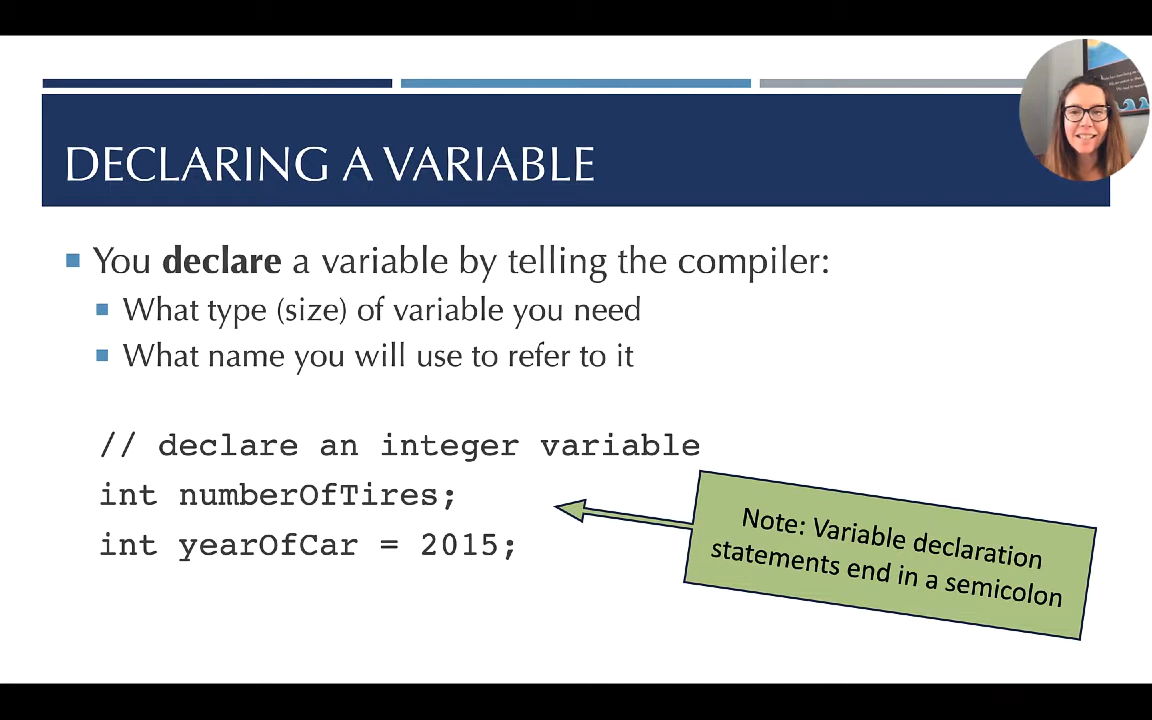 DECLARING A VARIABLE
You declare a variable by telling the compiler:
What type (size) of variable you need
What name you will use to refer to it
// declare an integer variable
int numberOfTires;
int yearOfCar = 2015;
Note: Variable declaration
statements end in a semicolon